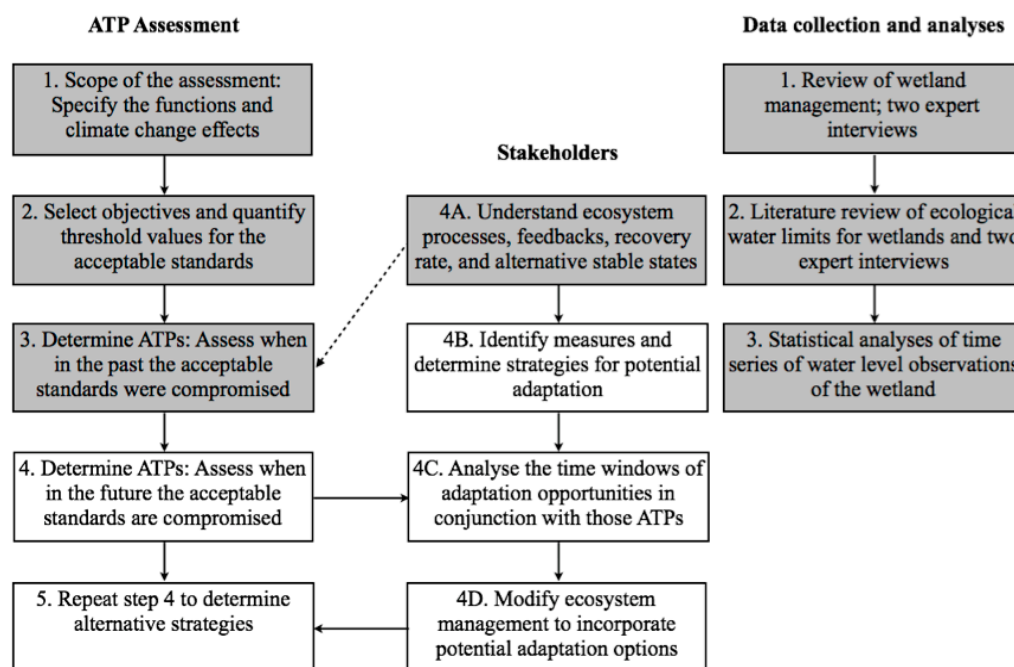 ATP Assessment
1. Scope of the assessment:
Specify the functions and
climate change effects
2. Select objectives and quantify
threshold values for the
acceptable standards
3. Determine ATPs: Assess when
in the past the acceptable
standards were compromised
4. Determine ATPs: Assess when
in the future the acceptable
standards are compromised
5. Repeat step 4 to determine
alternative strategies
Stakeholders
4A. Understand ecosystem
processes, feedbacks, recovery
rate, and alternative stable states
4B. Identify measures and
determine strategies for potential
adaptation
4C. Analyse the time windows of
adaptation opportunities in
conjunction with those ATPs
4D. Modify ecosystem
management to incorporate
potential adaptation options
Data collection and analyses
1. Review of wetland
management; two expert
interviews
2. Literature review of ecological
water limits for wetlands and two
expert interviews
3. Statistical analyses of time
series of water level observations
of the wetland